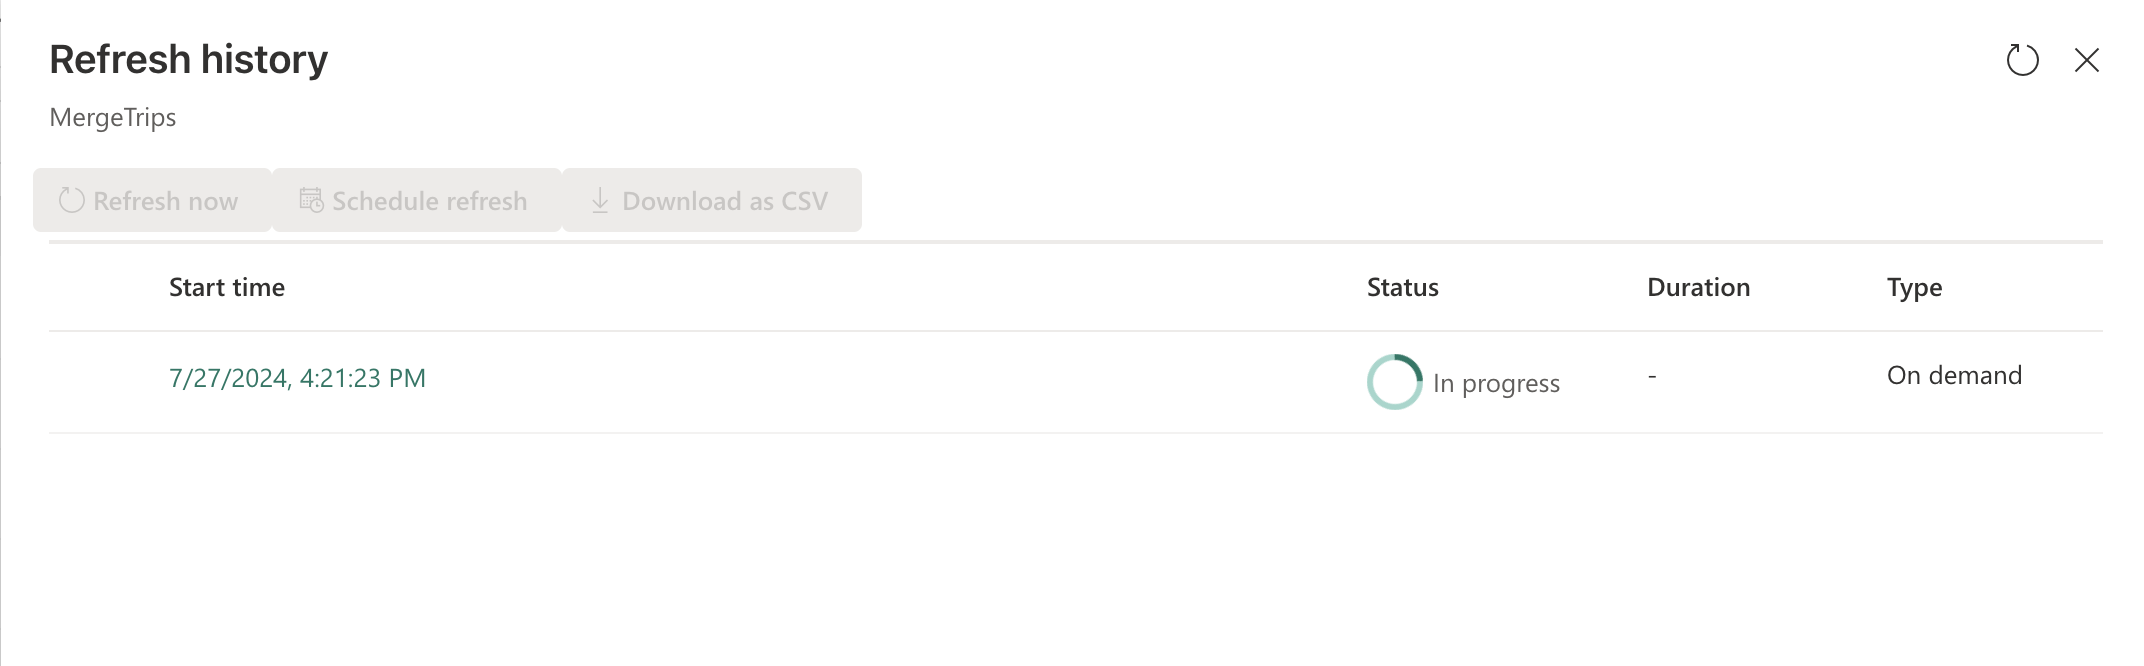 Refresh history
MergeTrips
Refresh now Schedule refresh Download as CSV
Start time Status Duration Type
7/27/2024, 4:21:23 PM In progress - On demand